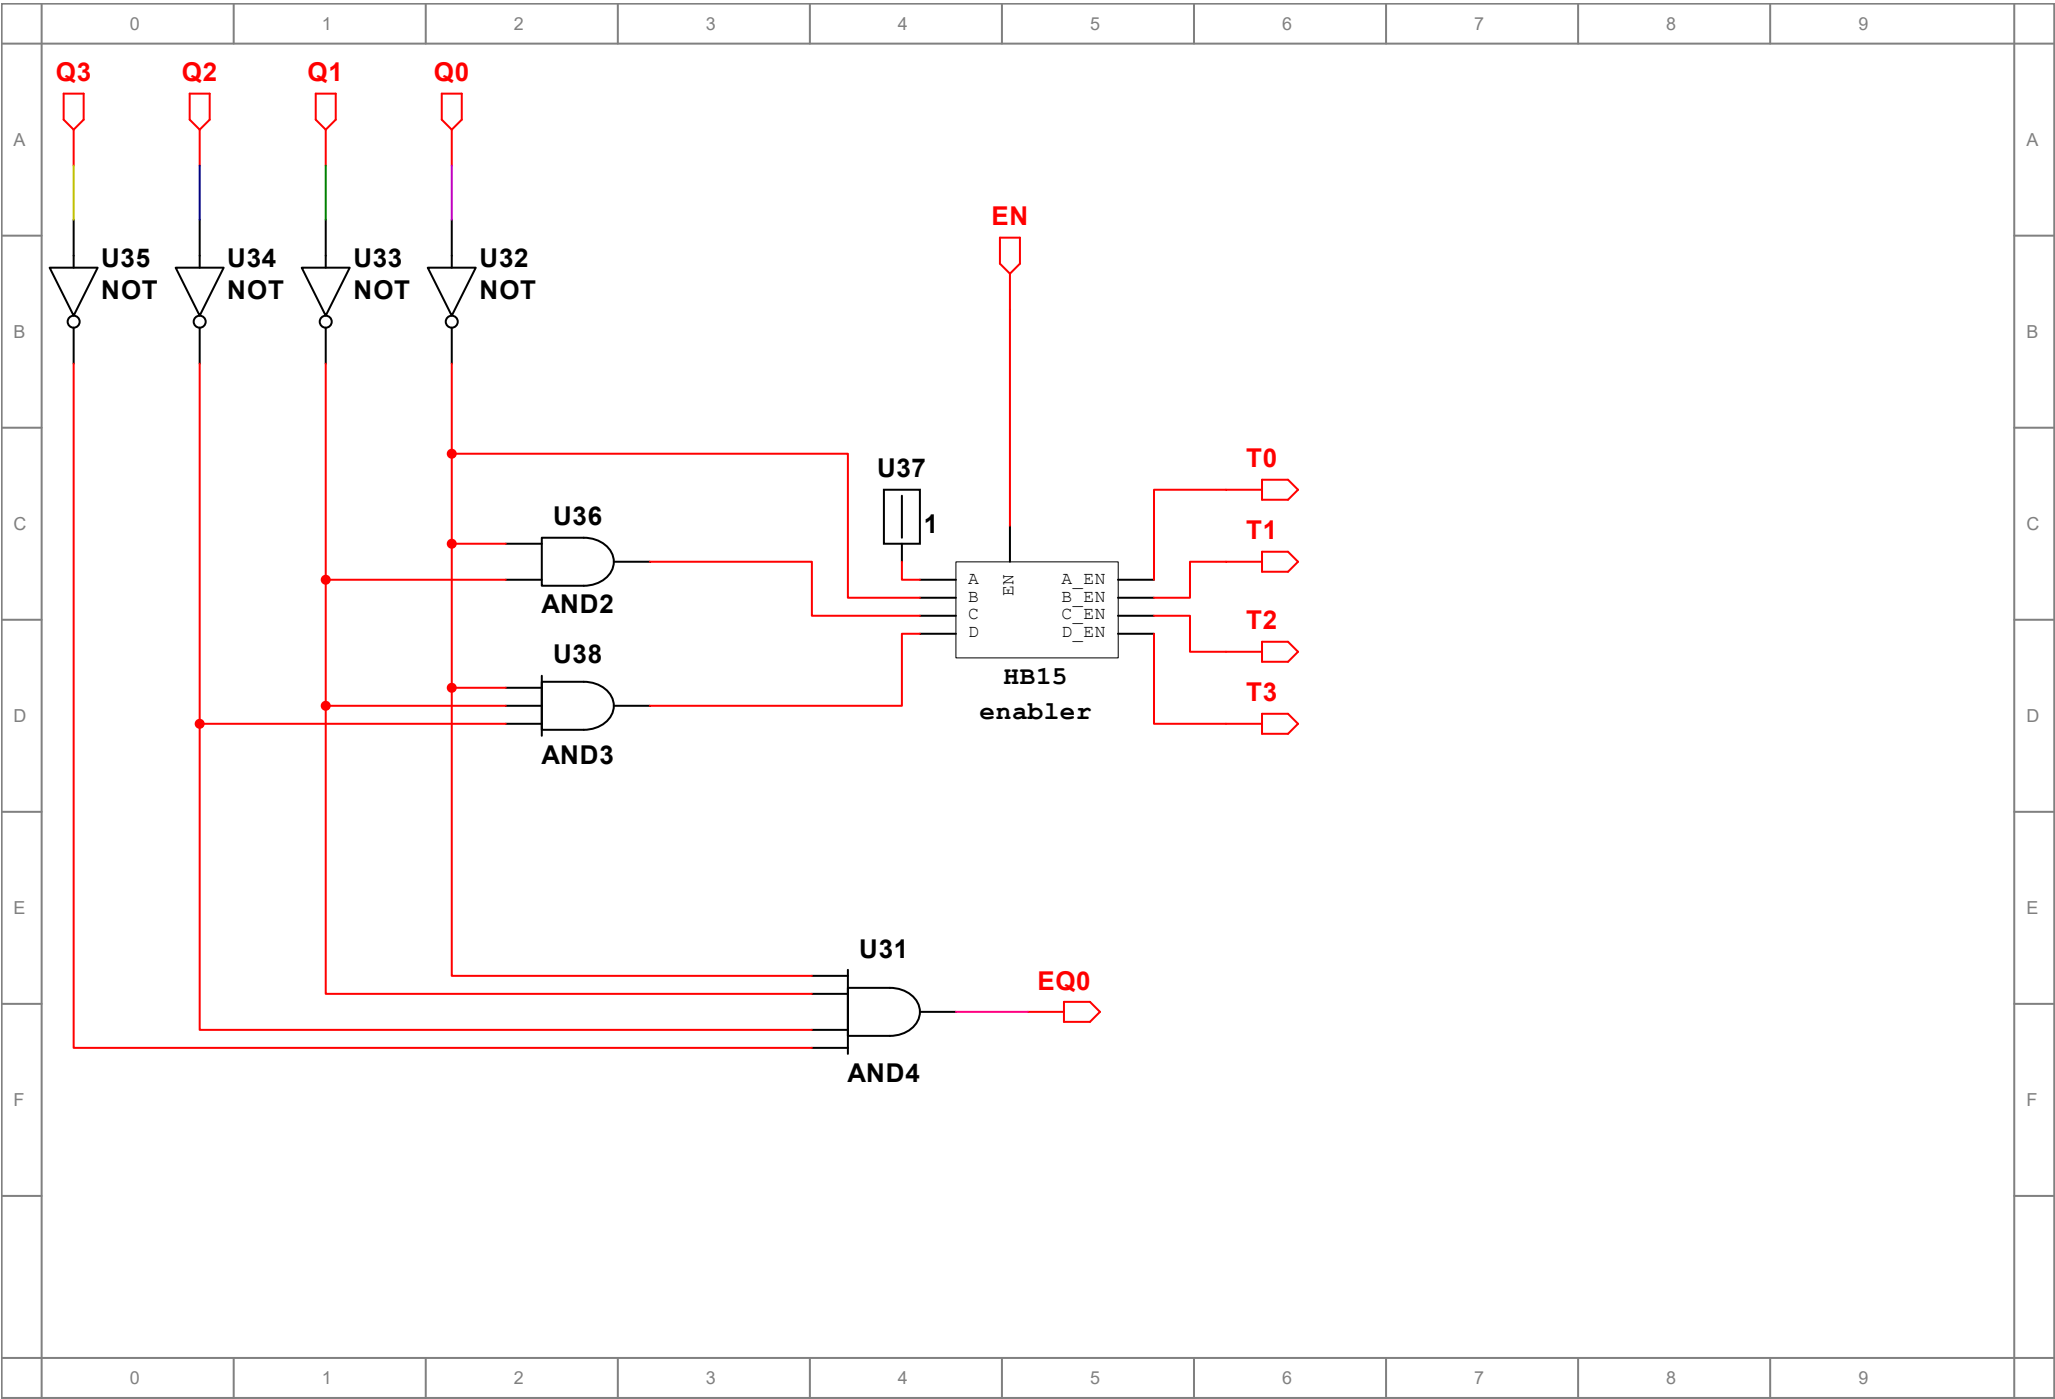 0 1 2 3 4 5 6 7 8 9
Q3 Q2 Q1 Q0
A A
EN
U35 U34 U33 U32
NOT NOT NOT NOT
B B
T0
U37
U36
C 1 C
T1
A EN A_EN
B B_EN
AND2
C C_EN
T2
D D_EN
U38
HB15
T3
enabler
D D
AND3
E E
U31
EQ0
AND4
F F
0 1 2 3 4 5 6 7 8 9